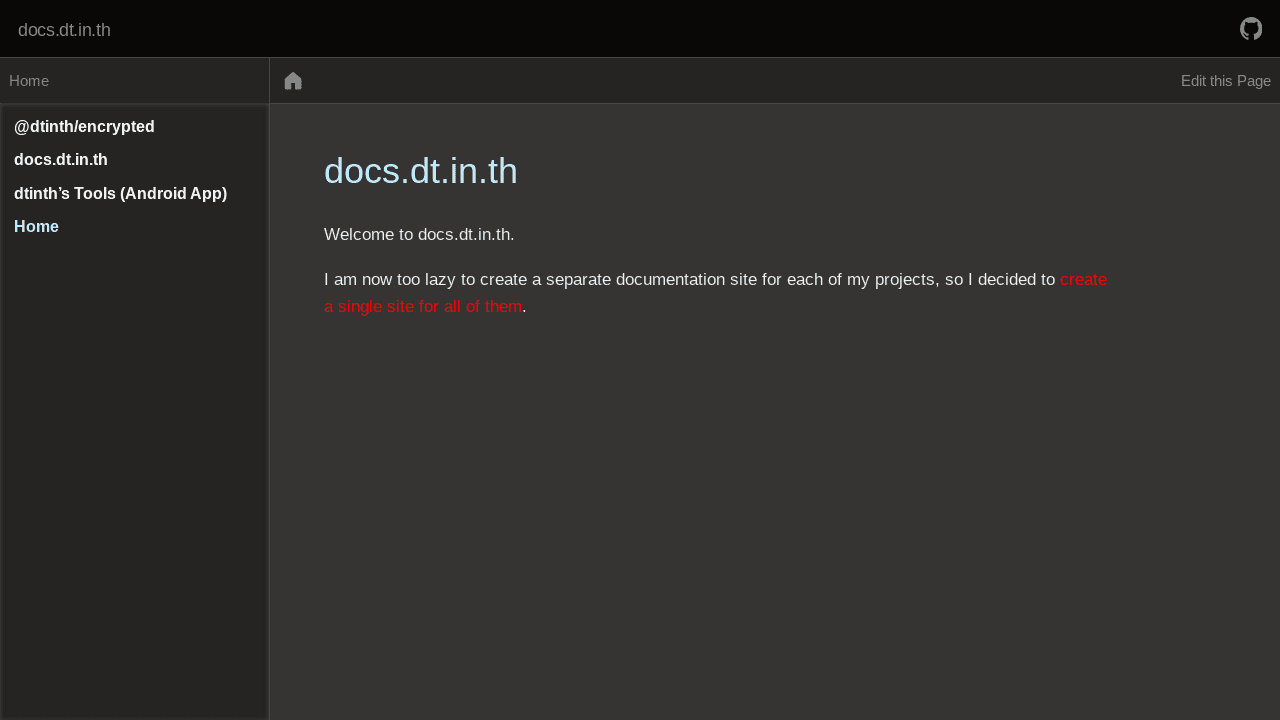 docs.dt.in.th
Home
Edit this Page
@dtinth/encrypted
docs.dt.in.th
dtinth’s Tools (Android App)
Home
docs.dt.in.th
Welcome to docs.dt.in.th.
I am now too lazy to create a separate documentation site for each of my projects, so I decided to create
a single site for all of them.